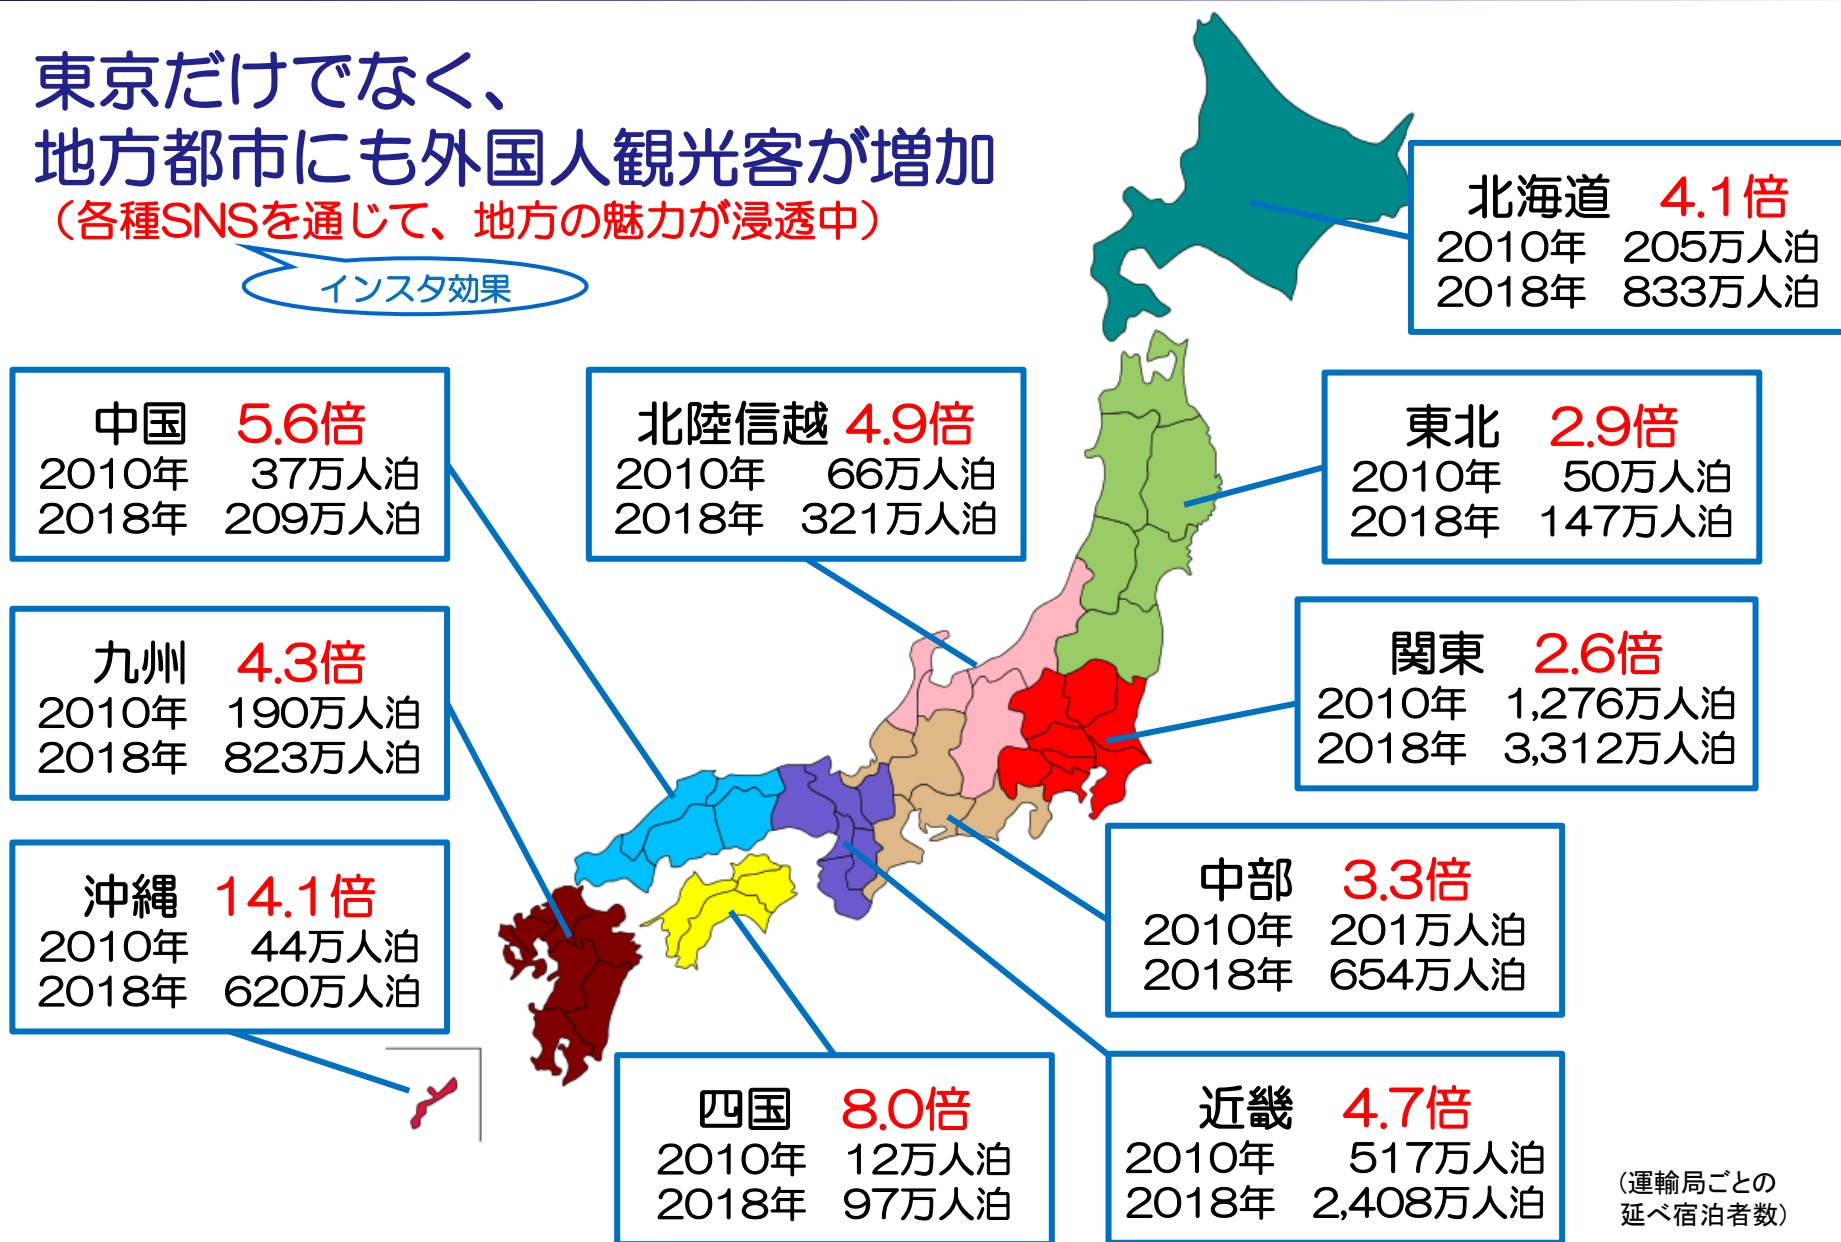 東京だけでなく、
地方都市にも外国人観光客が増加
（各種SNSを通じて、地方の魅力が浸透中）
インスタ効果
北海道 4.1倍
2010年 205万人泊
2018年 833万人泊
中国 5.6倍
2010年 37万人泊
2018年 209万人泊
北陸信越 4.9倍
2010年 66万人泊
2018年 321万人泊
東北 2.9倍
2010年 50万人泊
2018年 147万人泊
九州 4.3倍
2010年 190万人泊
2018年 823万人泊
関東 2.6倍
2010年 1,276万人泊
2018年 3,312万人泊
沖縄 14.1倍
2010年 44万人泊
2018年 620万人泊
中部 3.3倍
2010年 201万人泊
2018年 654万人泊
四国 8.0倍
2010年 12万人泊
2018年 97万人泊
近畿 4.7倍
2010年 517万人泊
2018年 2,408万人泊
（運輸局ごとの
延べ宿泊者数）